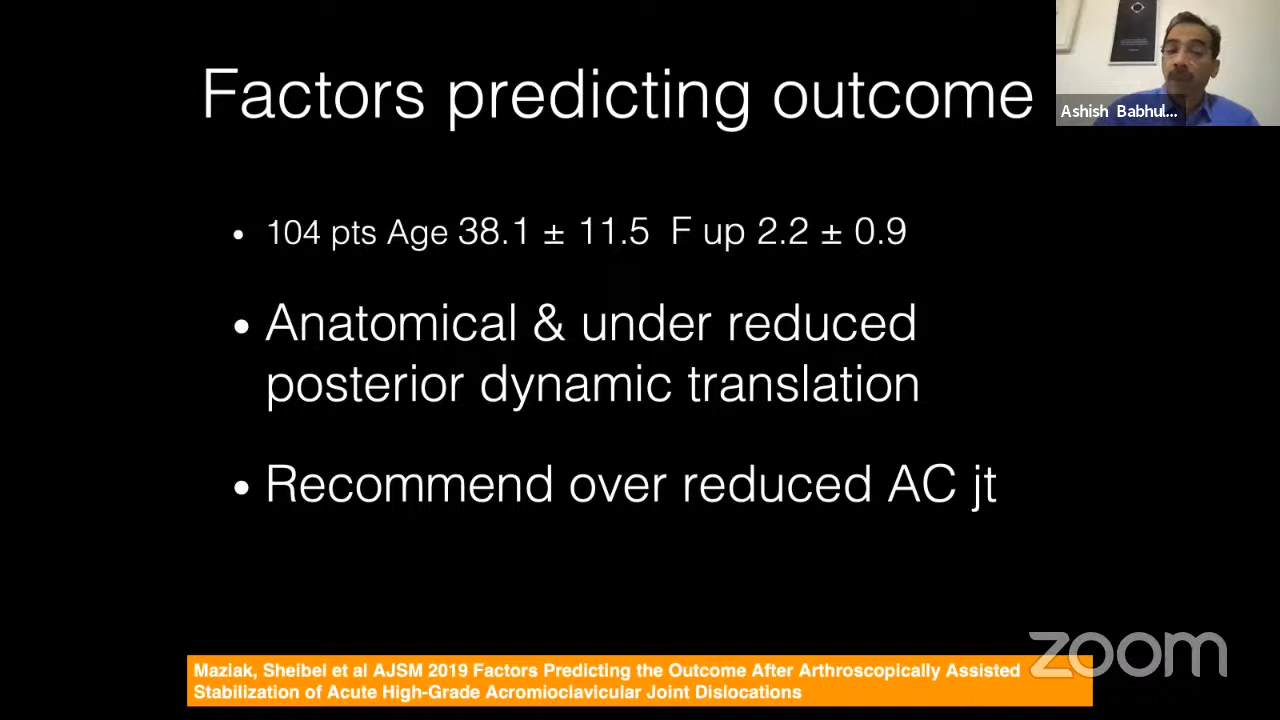 Factors predicting outcome
Ashish Babhul...
• 104 pts Age 38.1 ± 11.5 F up 2.2 ± 0.9
• Anatomical & under reduced
posterior dynamic translation
• Recommend over reduced AC jt
zoom
Maziak, Sheibel et al AJSM 2019 Factors Predicting the Outcome After Arthroscopically Assisted
Stabilization of Acute High-Grade Acromioclavicular Joint Dislocations